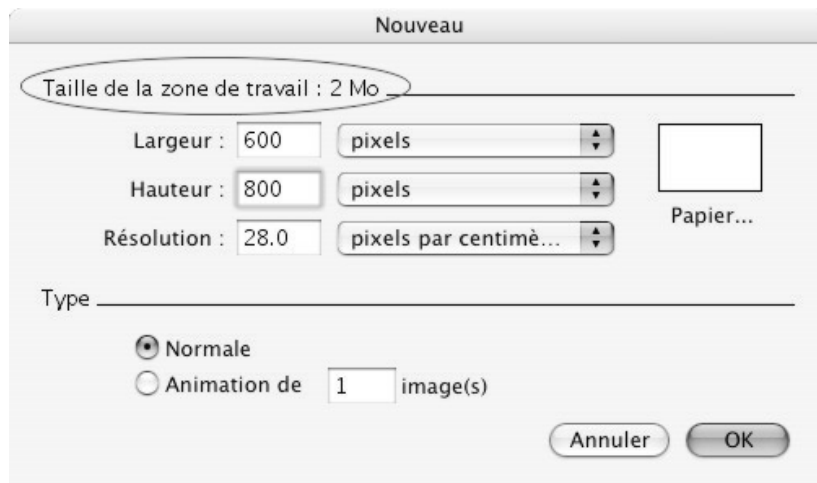 Nouveau
Taille de la zone de travail : 2 Mo
Largeur : 600 pixels
Hauteur : 800 pixels
Papier...
Résolution : 28.0 pixels par centimè...
Type
Normale
Animation de 1 image(s)
Annuler OK